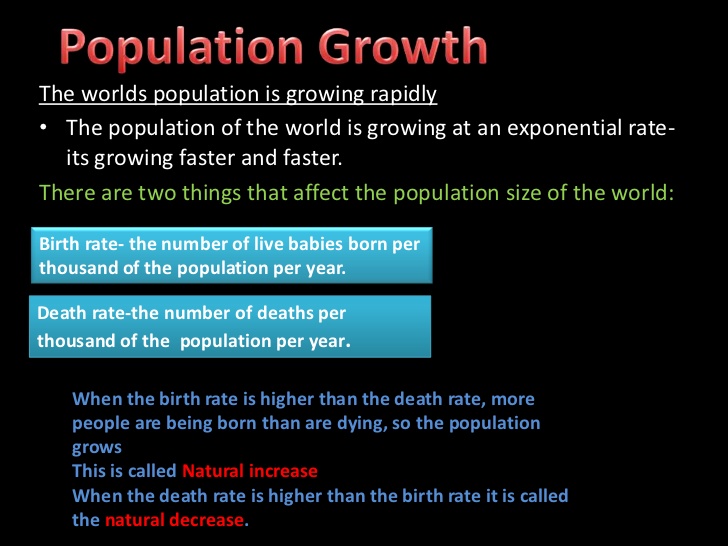 Population Growth
The worlds population is growing rapidly
• The population of the world is growing at an exponential rate-
its growing faster and faster.
There are two things that affect the population size of the world:
Birth rate- the number of live babies born per
thousand of the population per year.
Death rate-the number of deaths per
thousand of the  population per year.
When the birth rate is higher than the death rate, more
people are being born than are dying, so the population
grows
This is called Natural increase
When the death rate is higher than the birth rate it is called
the natural decrease.